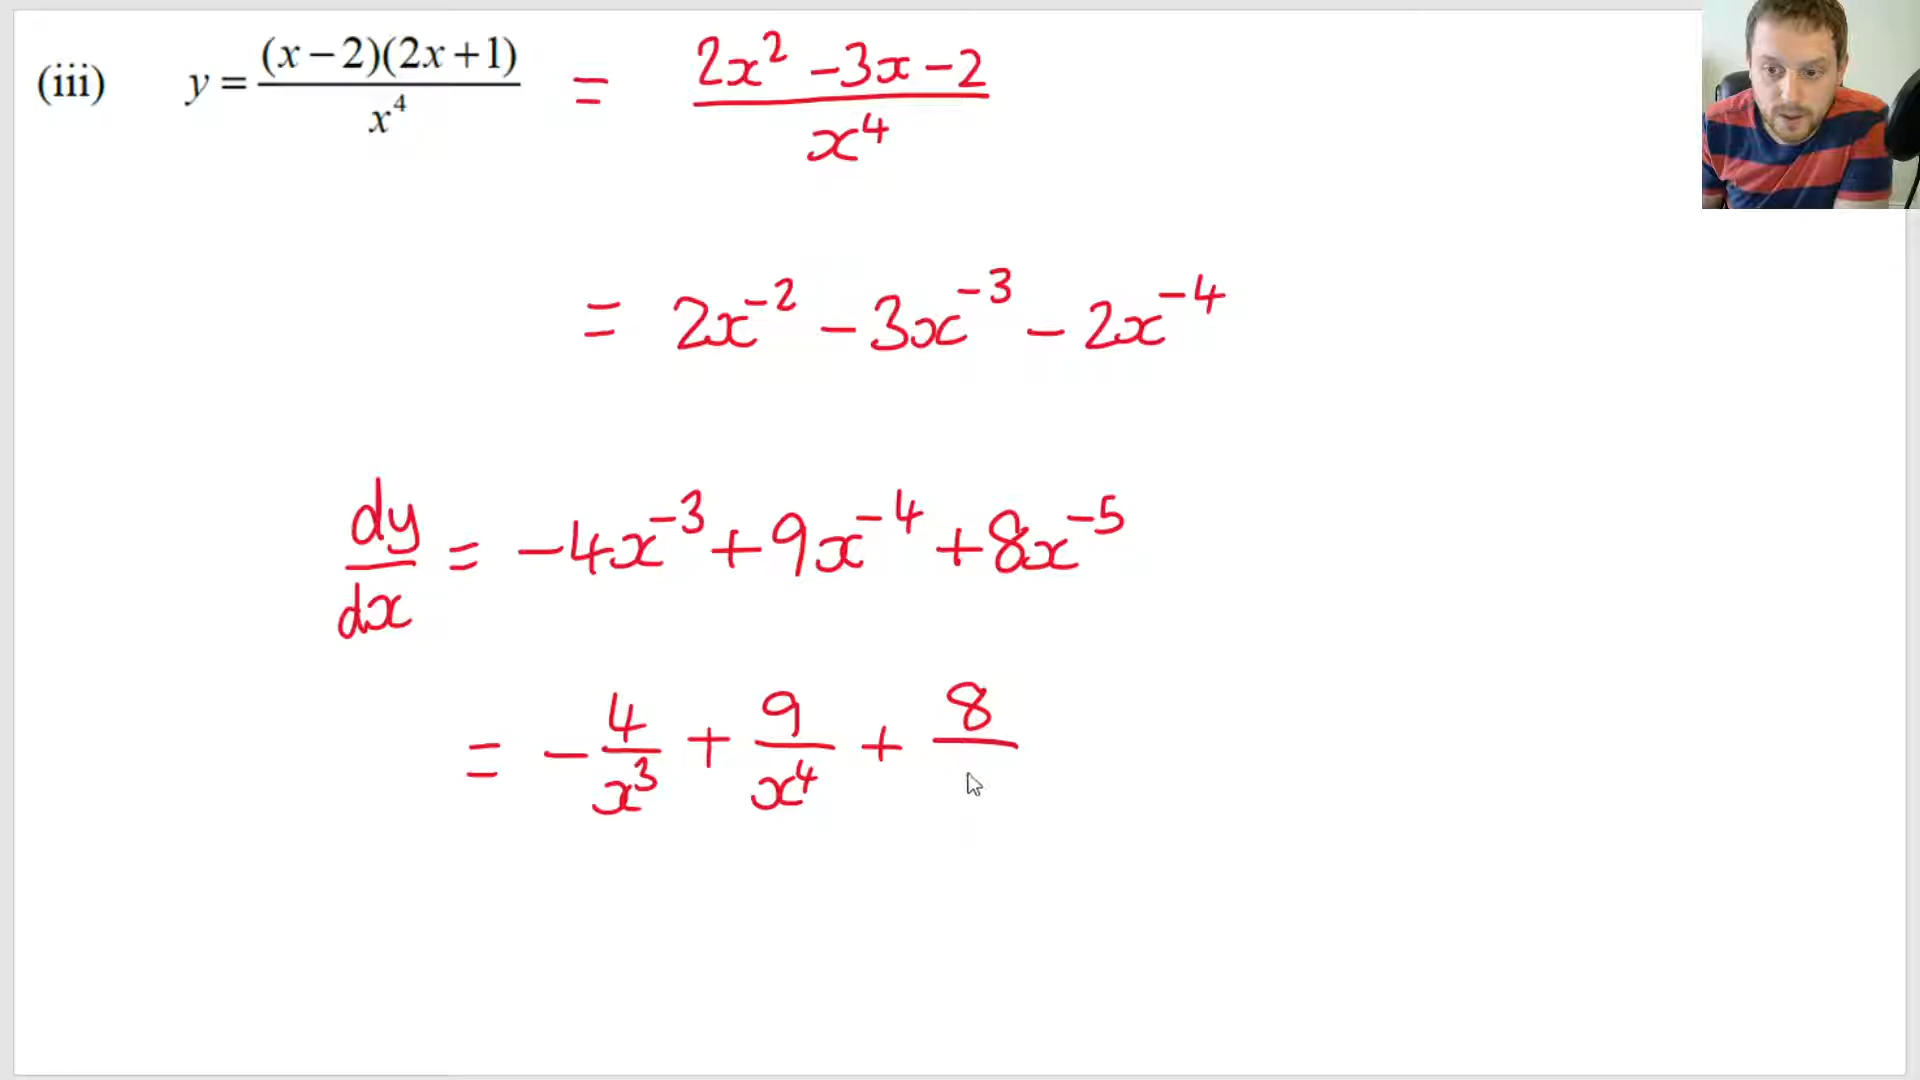 (iii) y = (x − 2)(2x + 1) / x⁴ = 2x² − 3x − 2 / x⁴
= 2x⁻² − 3x⁻³ − 2x⁻⁴
dy/dx = −4x⁻³ + 9x⁻⁴ + 8x⁻⁵
= − 4/x³ + 9/x⁴ + 8/